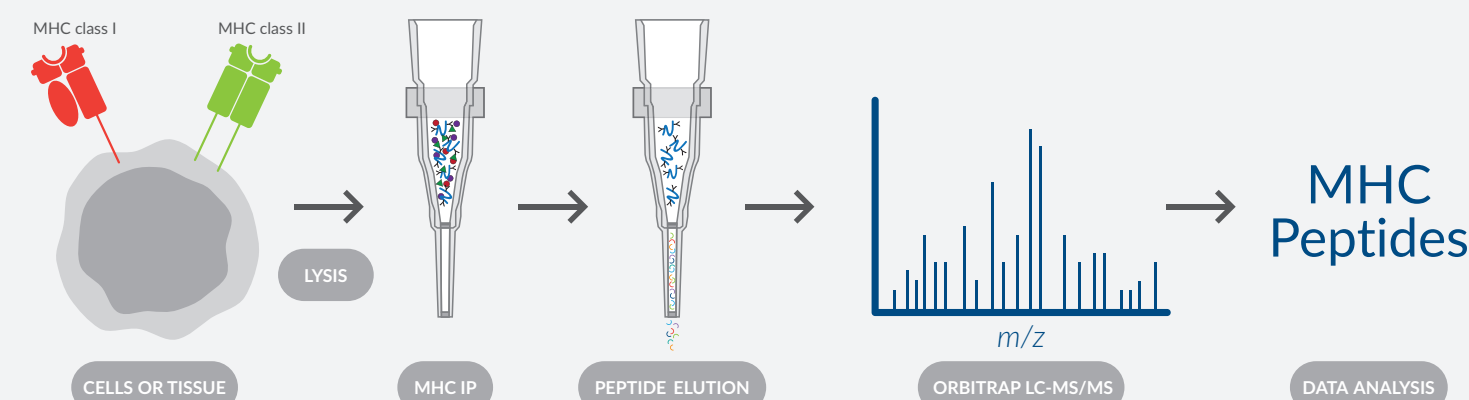 MHC class I
MHC class II
LYSIS
m/z
MHC
Peptides
CELLS OR TISSUE
MHC IP
PEPTIDE ELUTION
ORBITRAP LC-MS/MS
DATA ANALYSIS